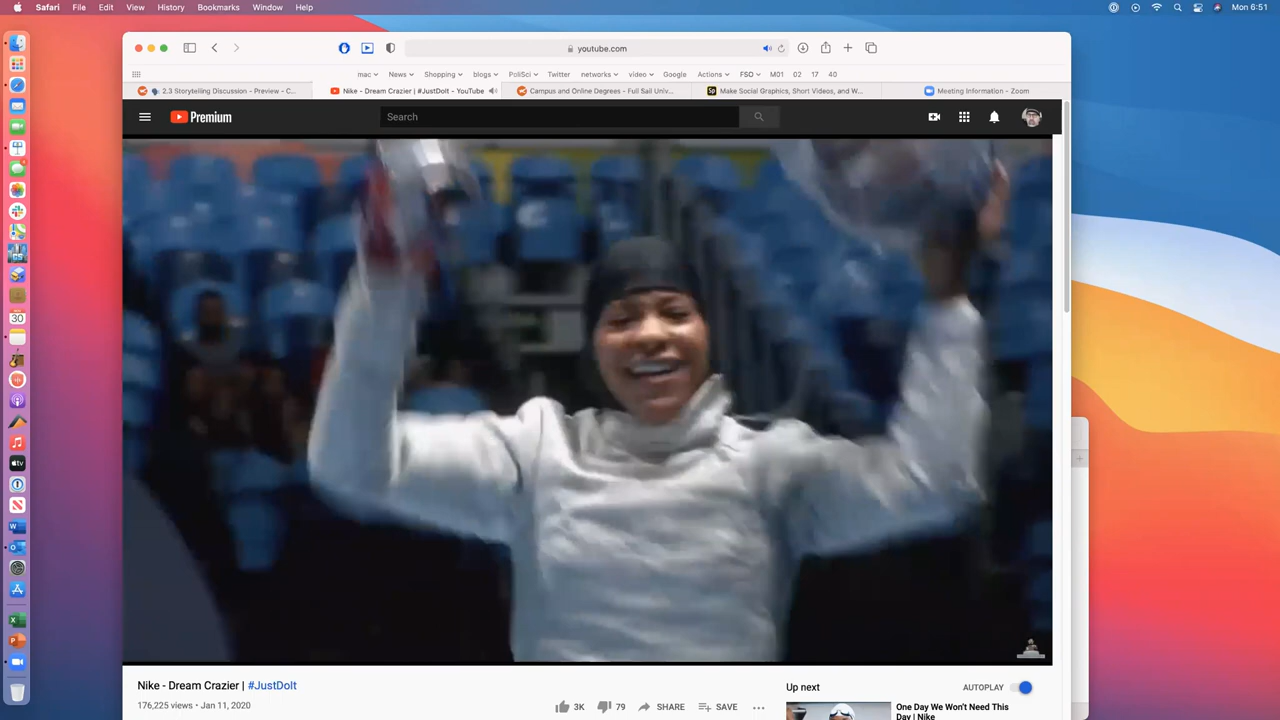 Safari File Edit View History Bookmarks Window Help Mon 6:51
youtube.com
mac News Shopping blogs PoliSci Twitter networks video Google Actions FSO M01 02 17 40
2.3 Storytelling Discussion - Preview - C... Nike - Dream Crazier | #JustDoIt - YouTube Campus and Online Degrees - Full Sail Univ... Make Social Graphics, Short Videos, and W... Meeting Information - Zoom
Premium Search
30
tv
Nike - Dream Crazier | #JustDoIt
176,225 views • Jan 11, 2020
3K 79 SHARE SAVE
Up next AUTOPLAY
One Day We Won't Need This
Day | Nike